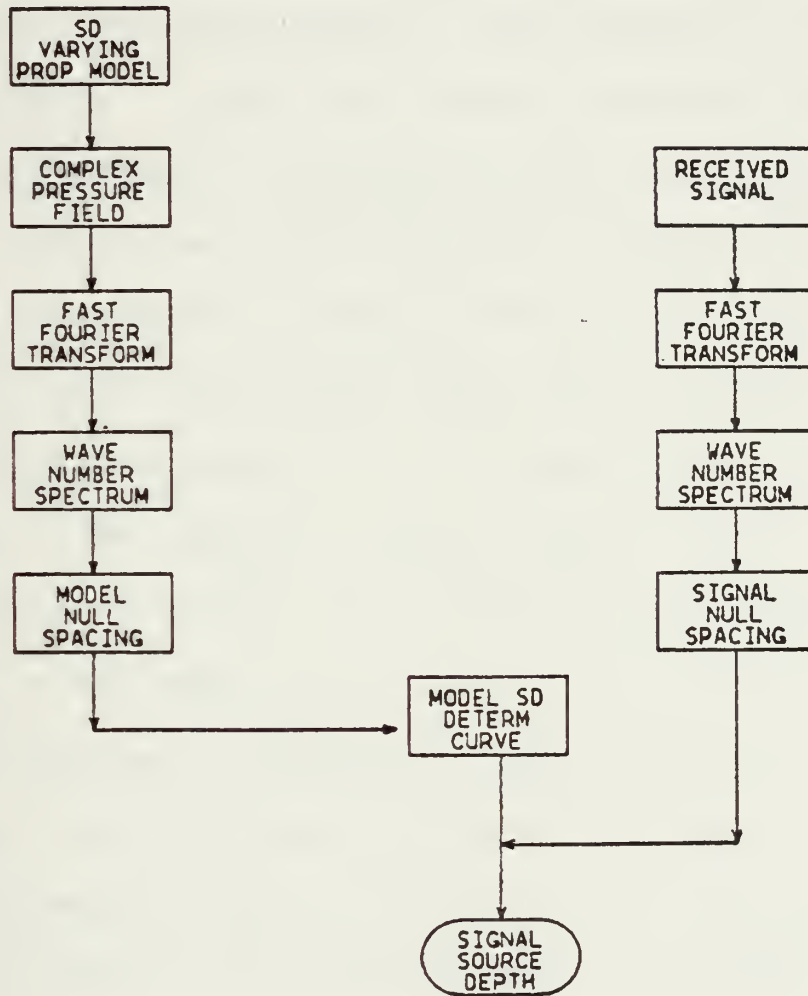 SD
VARYING
PROP MODEL
COMPLEX
PRESSURE
FIELD
RECEIVED
SIGNAL
FAST
FOURIER
TRANSFORM
FAST
FOURIER
TRANSFORM
WAVE
NUMBER
SPECTRUM
WAVE
NUMBER
SPECTRUM
MODEL
NULL
SPACING
SIGNAL
NULL
SPACING
MODEL SD
DETERM
CURVE
SIGNAL
SOURCE
DEPTH